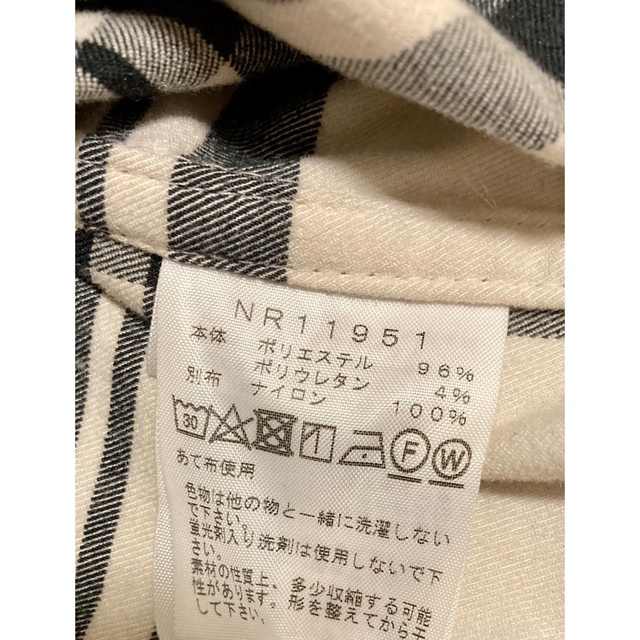 NR11951
本体 ポリエステル 96%
ポリウレタン 4%
別布 ナイロン 100%
30 F W
あて布使用
色物は他の物と一緒に洗濯しない
で下さい。
蛍光剤入り洗剤は使用しないで下
さい。
素材の性質上、多少収縮する可能
性があります。形を整えてから干
して下さい。